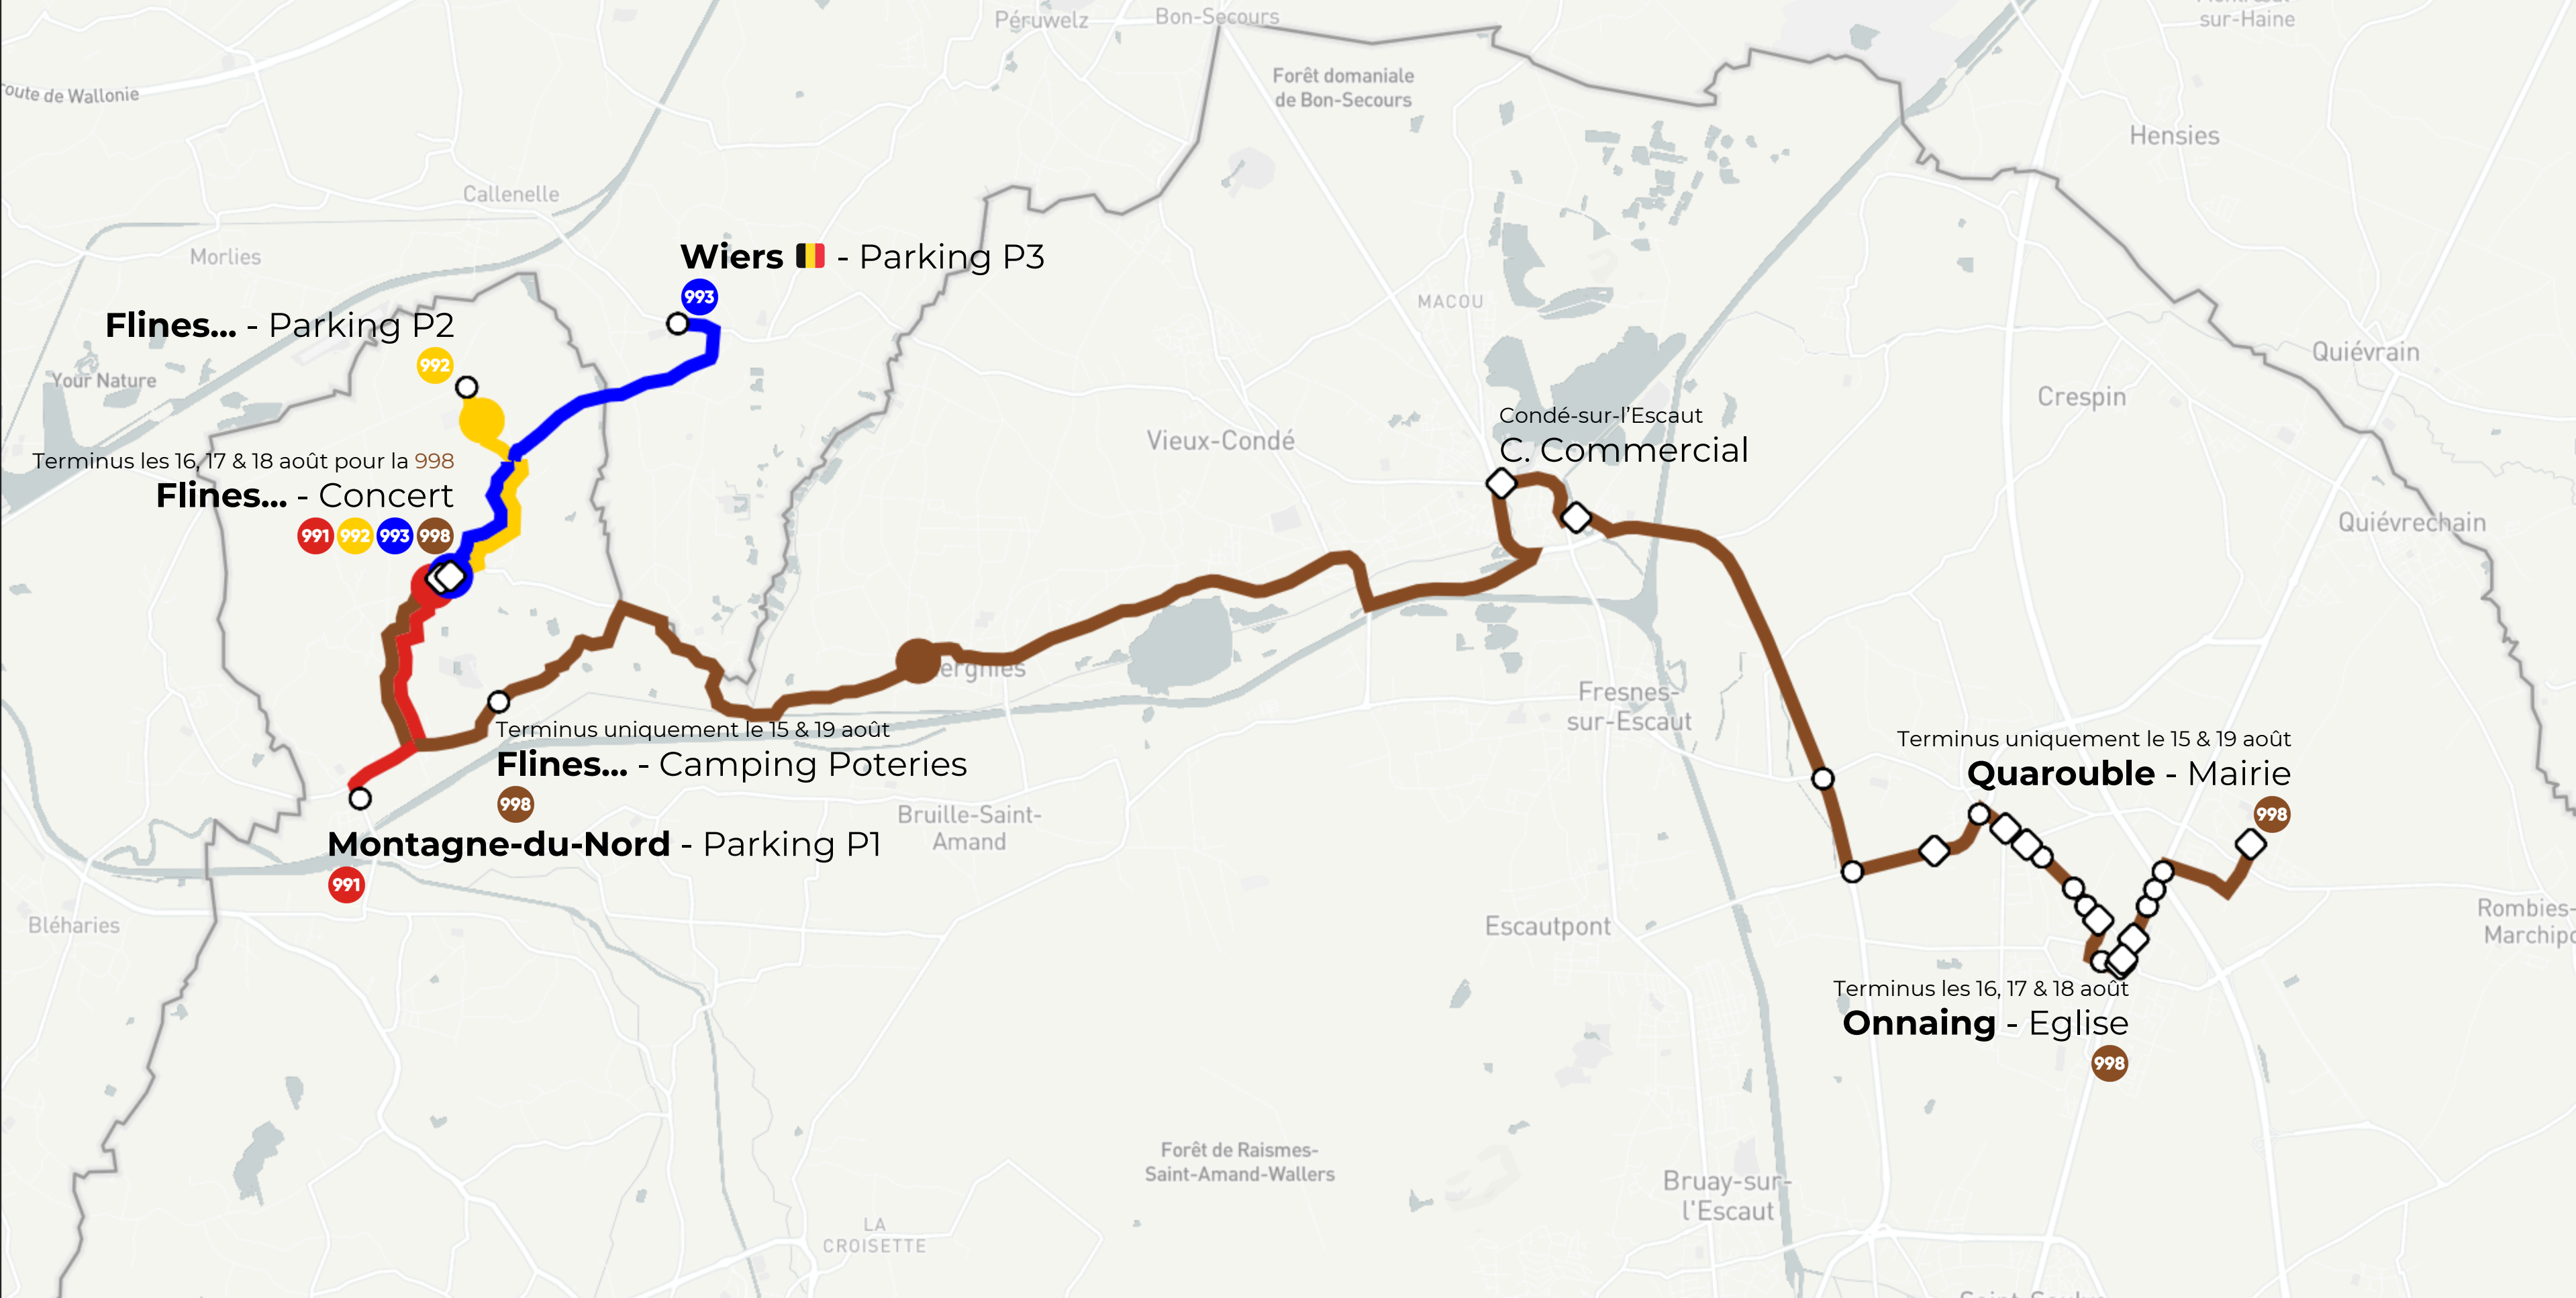 Péruwelz
Bon-Secours
sur-Haine
route de Wallonie
Forêt domaniale
de Bon-Secours
Hensies
Callenelle
Morlies
Wiers - Parking P3
993
MACOU
Flines... - Parking P2
992
Your Nature
Quiévrain
Crespin
Condé-sur-l'Escaut
C. Commercial
Vieux-Condé
Terminus les 16, 17 & 18 août pour la 998
Flines... - Concert
991 992 993 998
Quiévrechain
ergnies
Fresnes-
sur-Escaut
Terminus uniquement le 15 & 19 août
Flines... - Camping Poteries
998
Terminus uniquement le 15 & 19 août
Quarouble - Mairie
998
Bruille-Saint-
Amand
Montagne-du-Nord - Parking P1
991
Bléharies
Escautpont
Rombies-
Marchipo
Terminus les 16, 17 & 18 août
Onnaing - Eglise
998
Forêt de Raismes-
Saint-Amand-Wallers
Bruay-sur-
l'Escaut
LA
CROISETTE